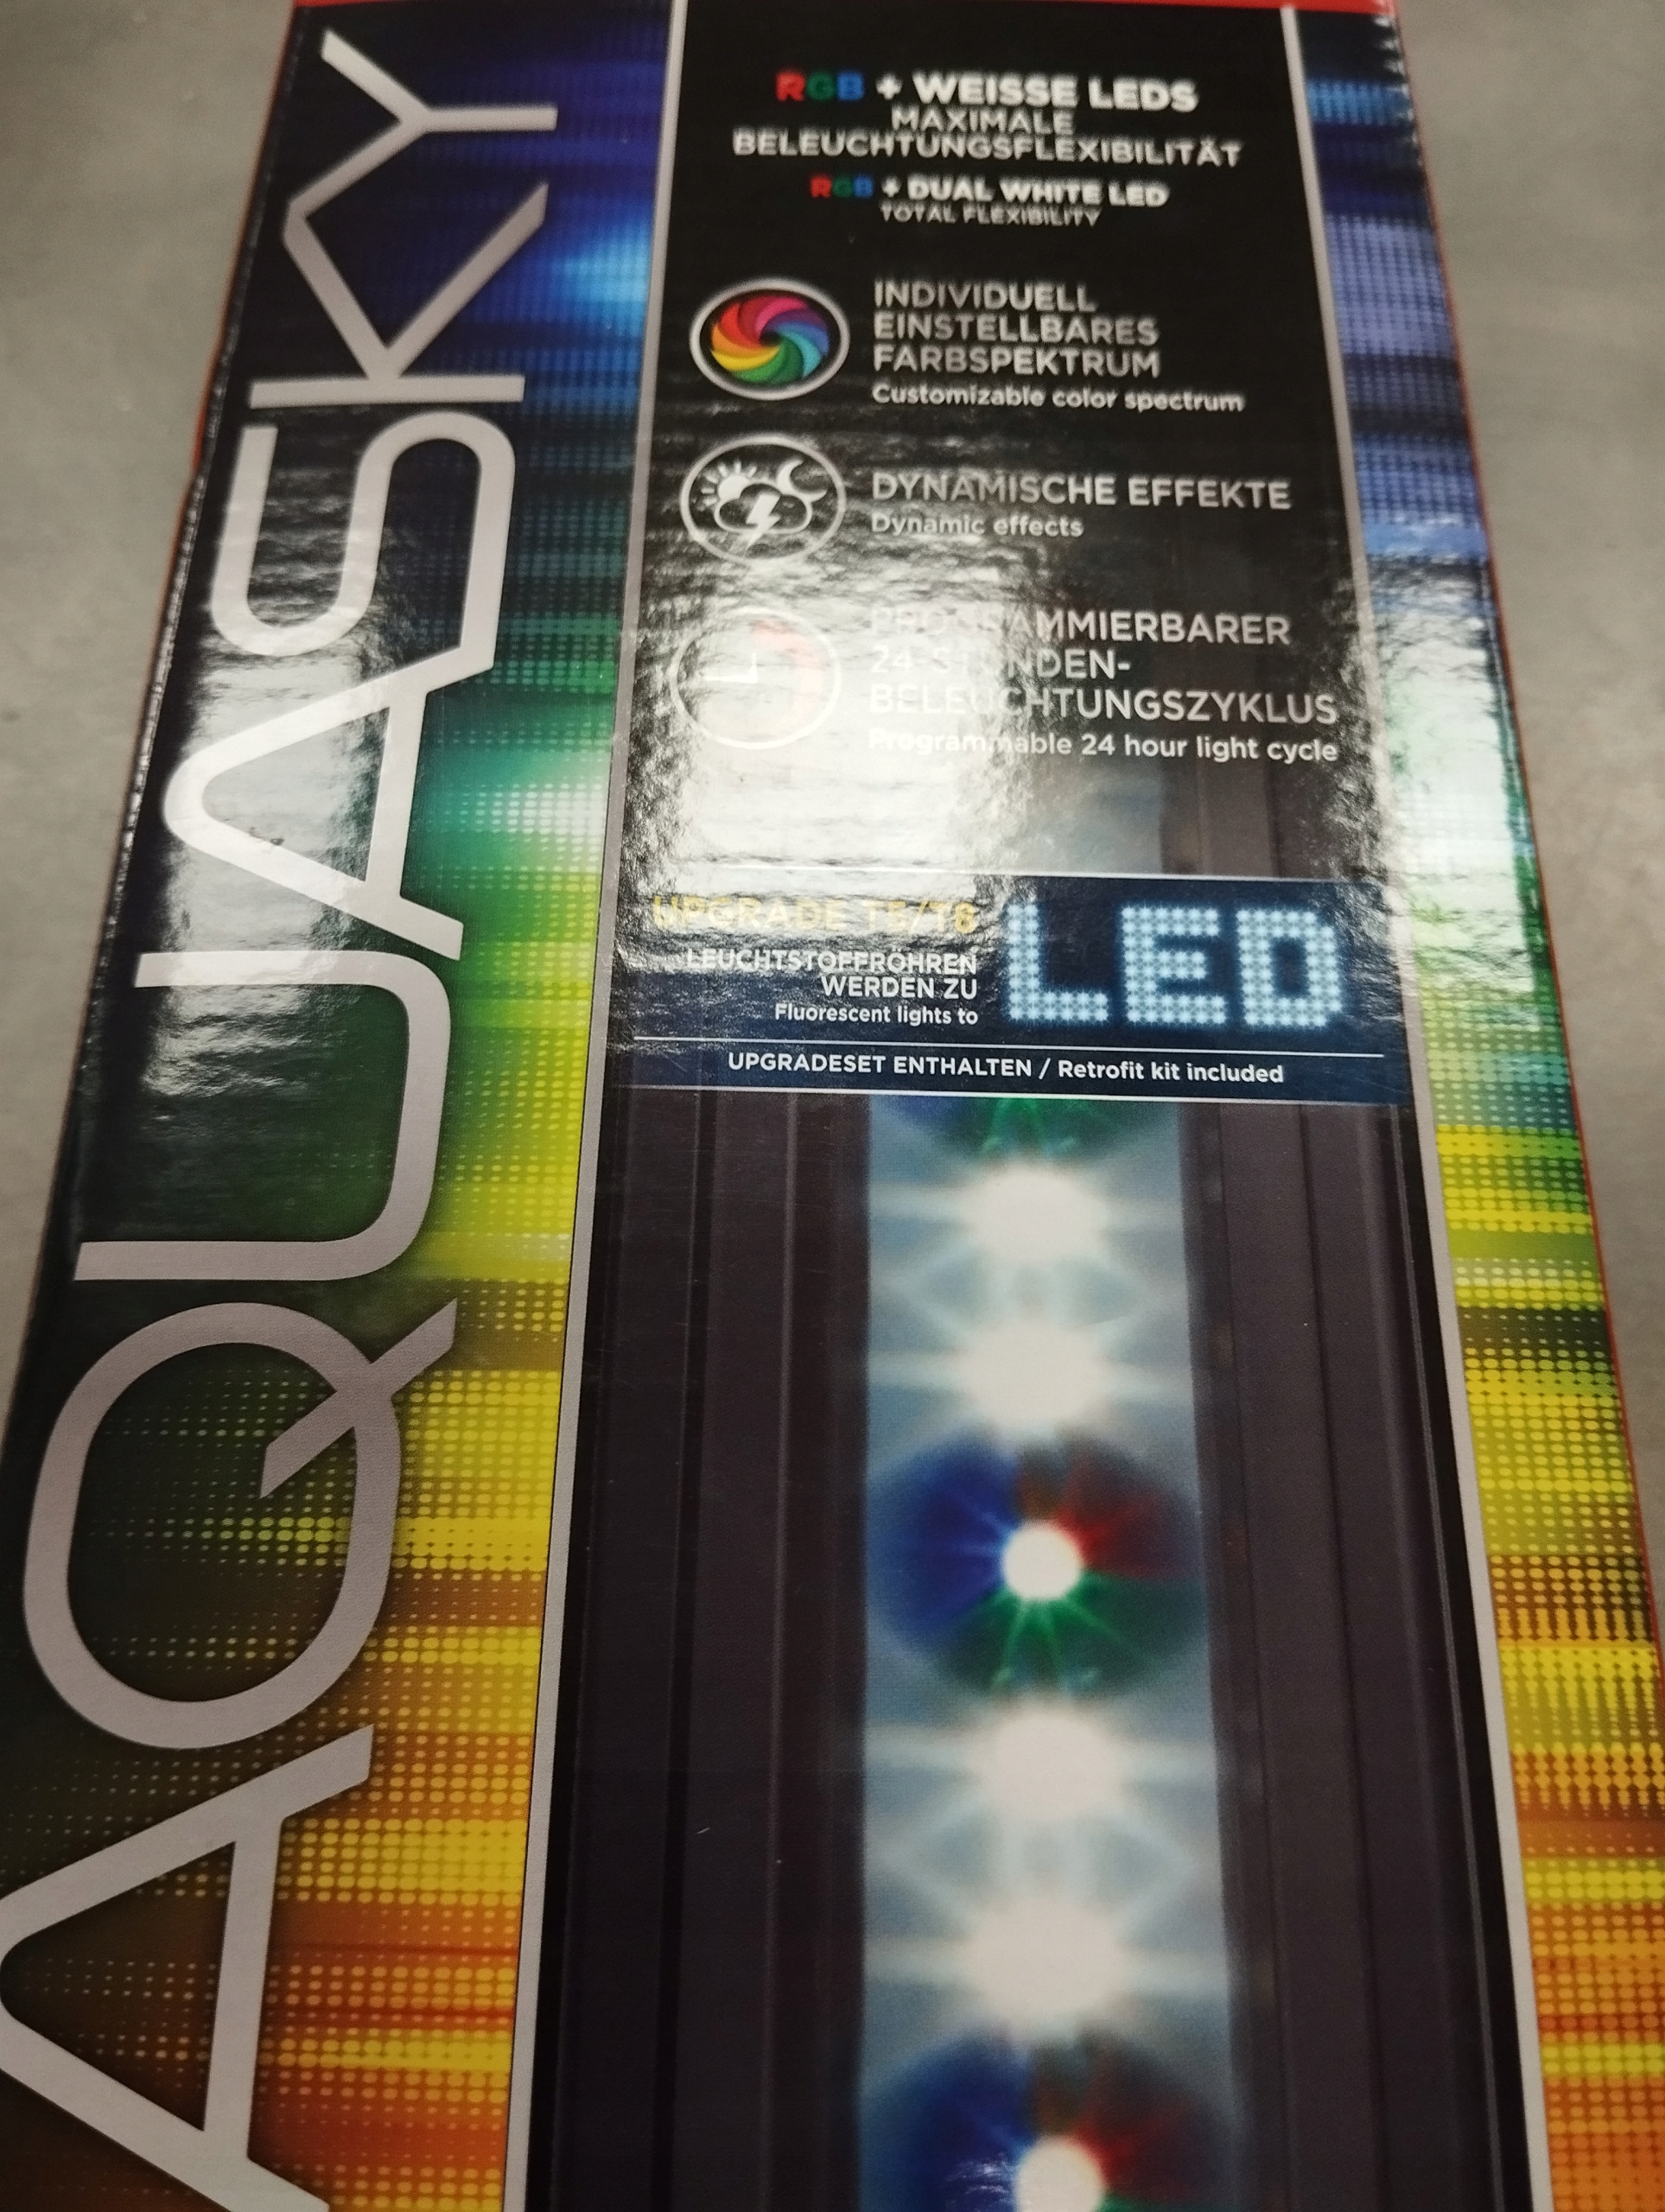 AQUASKY
RGB + WEISSE LEDS
MAXIMALE
BELEUCHTUNGSFLEXIBILITÄT
RGB + DUAL WHITE LED
TOTAL FLEXIBILITY
INDIVIDUELL
EINSTELLBARES
FARBSPEKTRUM
Customizable color spectrum
DYNAMISCHE EFFEKTE
Dynamic effects
PROGRAMMIERBARER
24-STUNDEN-
BELEUCHTUNGSZYKLUS
Programmable 24 hour light cycle
UPGRADE T5/T8
LEUCHTSTOFFRÖHREN
WERDEN ZU
Fluorescent lights to
LED
UPGRADESET ENTHALTEN / Retrofit kit included